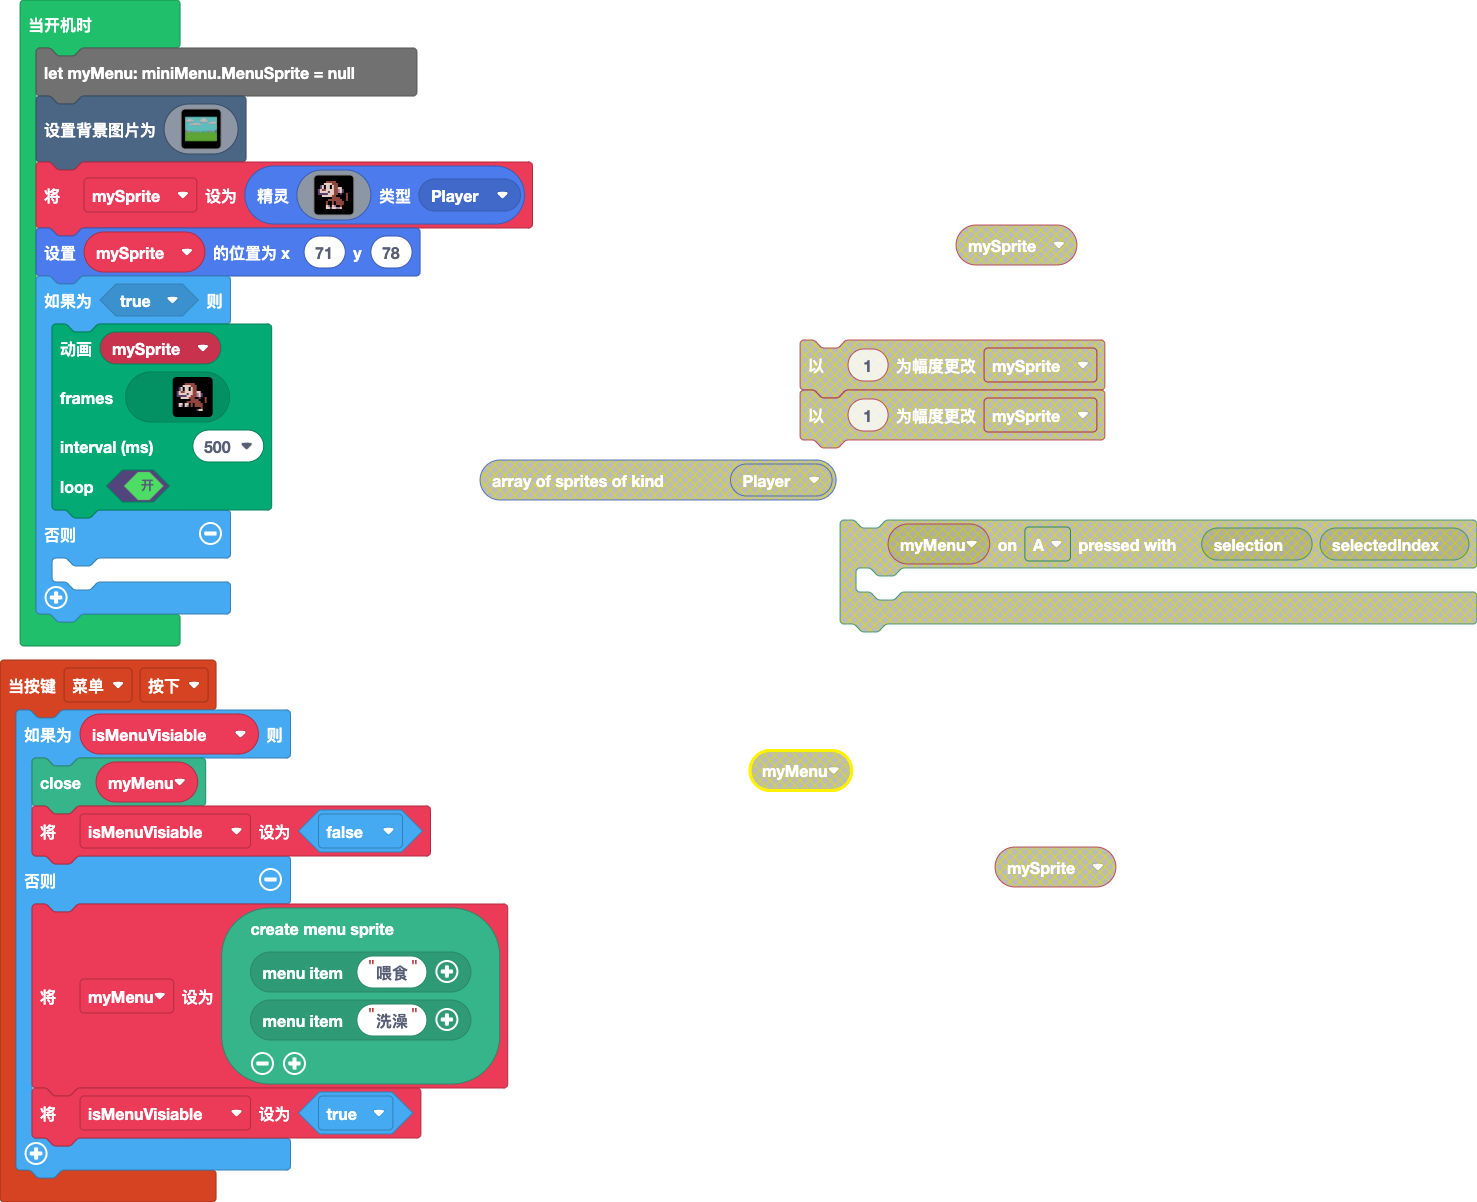 当开机时
let myMenu: miniMenu.MenuSprite = null
设置背景图片为
将 mySprite 设为 精灵 类型 Player
设置 mySprite 的位置为 x 71 y 78
如果为 true 则
动画 mySprite
frames
interval (ms) 500
loop 开
否则
mySprite
以 1 为幅度更改 mySprite
以 1 为幅度更改 mySprite
array of sprites of kind Player
myMenu on A pressed with selection selectedIndex
当按键 菜单 按下
如果为 isMenuVisiable 则
close myMenu
将 isMenuVisiable 设为 false
否则
将 myMenu 设为 create menu sprite
menu item "喂食"
menu item "洗澡"
将 isMenuVisiable 设为 true
myMenu
mySprite